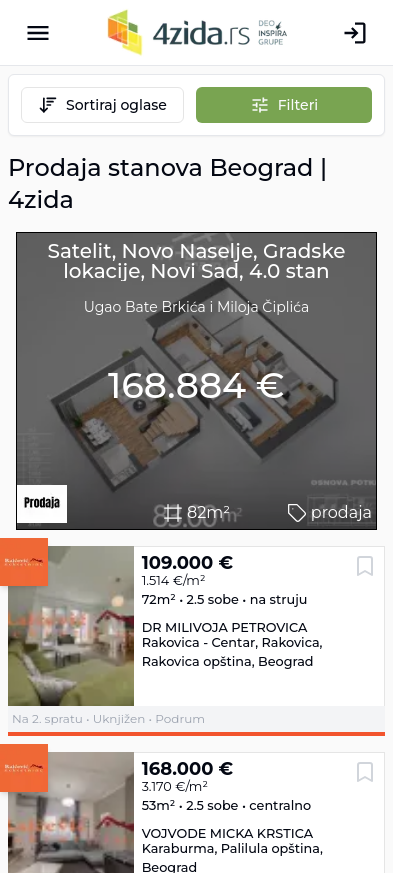 4zida.rs
DEO
INSPIRA
GRUPE
Sortiraj oglase
Filteri
Prodaja stanova Beograd |
4zida
Satelit, Novo Naselje, Gradske
lokacije, Novi Sad, 4.0 stan
Ugao Bate Brkića i Miloja Čiplića
168.884 €
OSNOVA POTK
Prodaja
82m²
prodaja
109.000 €
1.514 €/m²
72m² • 2.5 sobe • na struju
DR MILIVOJA PETROVICA
Rakovica - Centar, Rakovica,
Rakovica opština, Beograd
Na 2. spratu • Uknjižen • Podrum
168.000 €
3.170 €/m²
53m² • 2.5 sobe • centralno
VOJVODE MICKA KRSTICA
Karaburma, Palilula opština,
Beograd